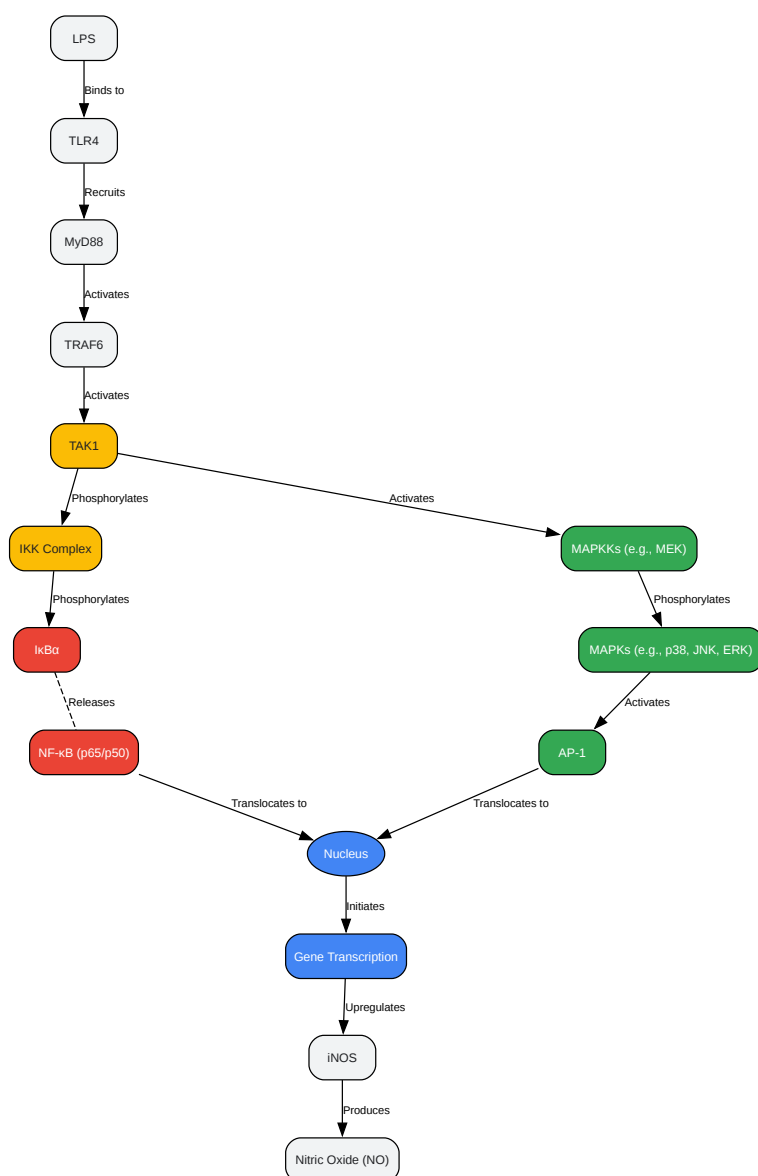 LPS
Binds to
TLR4
Recruits
MyD88
Activates
TRAF6
Activates
TAK1
Phosphorylates
Activates
IKK Complex
MAPKKs (e.g., MEK)
Phosphorylates
Phosphorylates
IκBα
MAPKs (e.g., p38, JNK, ERK)
Releases
Activates
NF-κB (p65/p50)
AP-1
Translocates to
Translocates to
Nucleus
Initiates
Gene Transcription
Upregulates
iNOS
Produces
Nitric Oxide (NO)